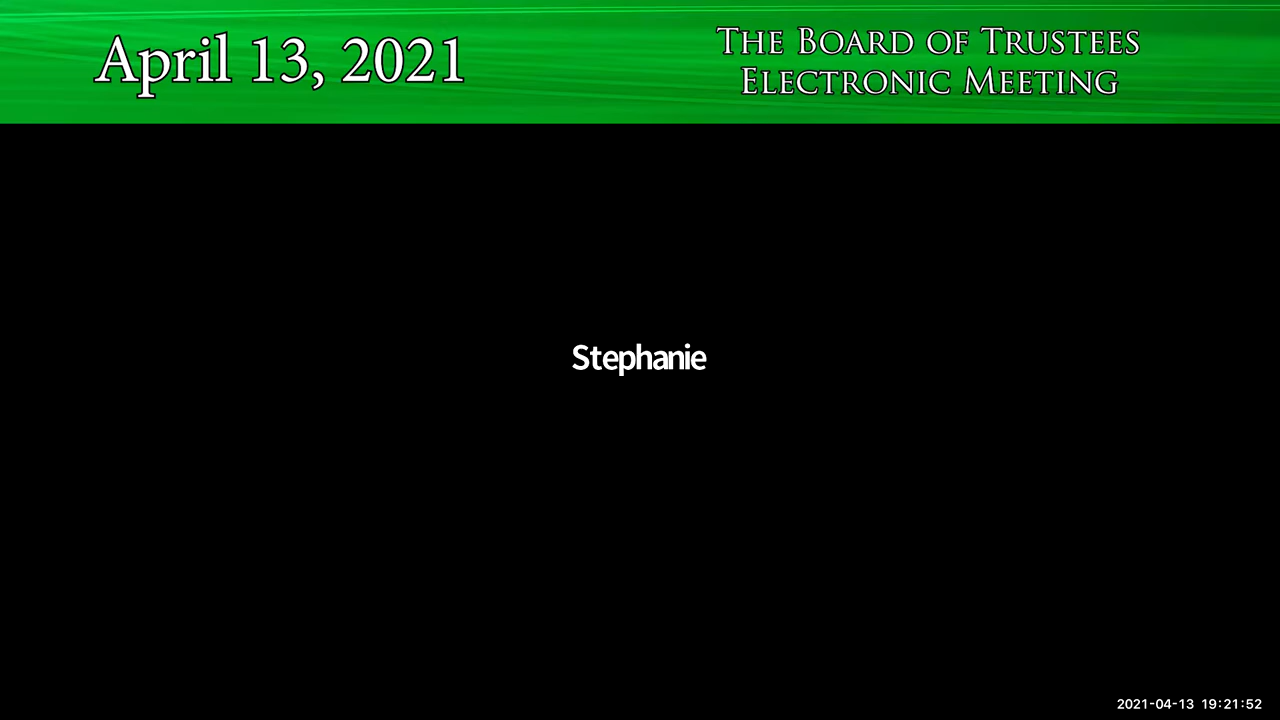 April 13, 2021
The Board of Trustees
Electronic Meeting
Stephanie
2021-04-13 19:21:52